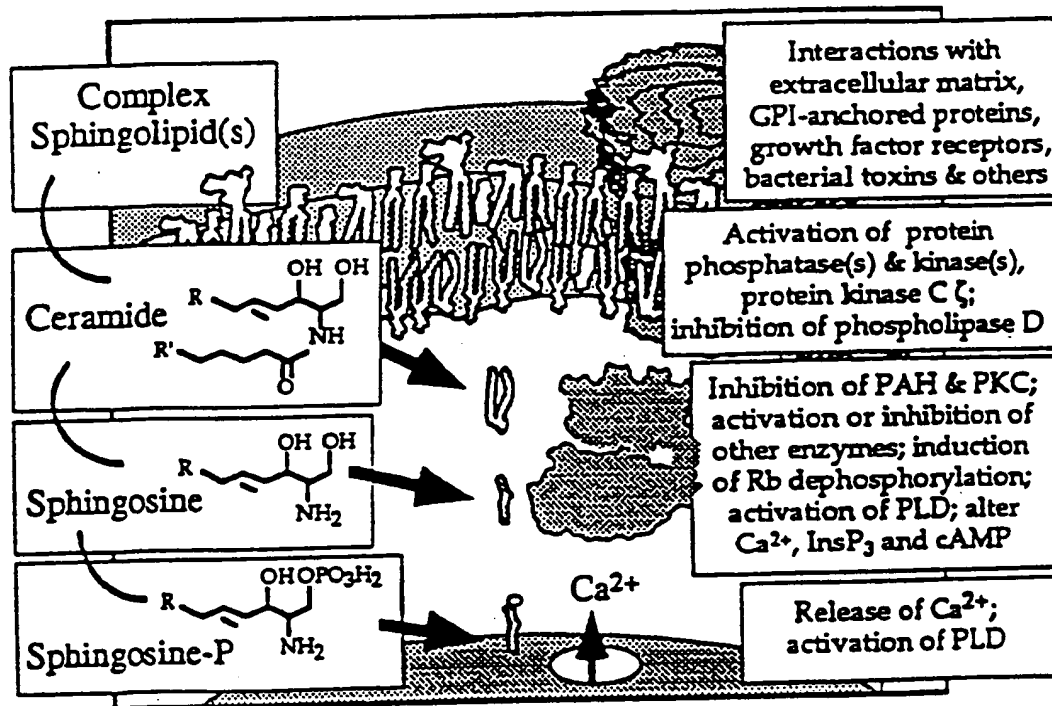 Complex
Sphingolipid(s)
Interactions with
extracellular matrix,
GPI-anchored proteins,
growth factor receptors,
bacterial toxins & others
Ceramide
OH OH
R
NH
R'
O
Activation of protein
phosphatase(s) & kinase(s),
protein kinase C ζ;
inhibition of phospholipase D
Sphingosine
OH OH
R
NH₂
Inhibition of PAH & PKC;
activation or inhibition of
other enzymes; induction
of Rb dephosphorylation;
activation of PLD; alter
Ca²⁺, InsP₃ and cAMP
OH OPO₃H₂
R
NH₂
Sphingosine-P
Ca²⁺
Release of Ca²⁺;
activation of PLD